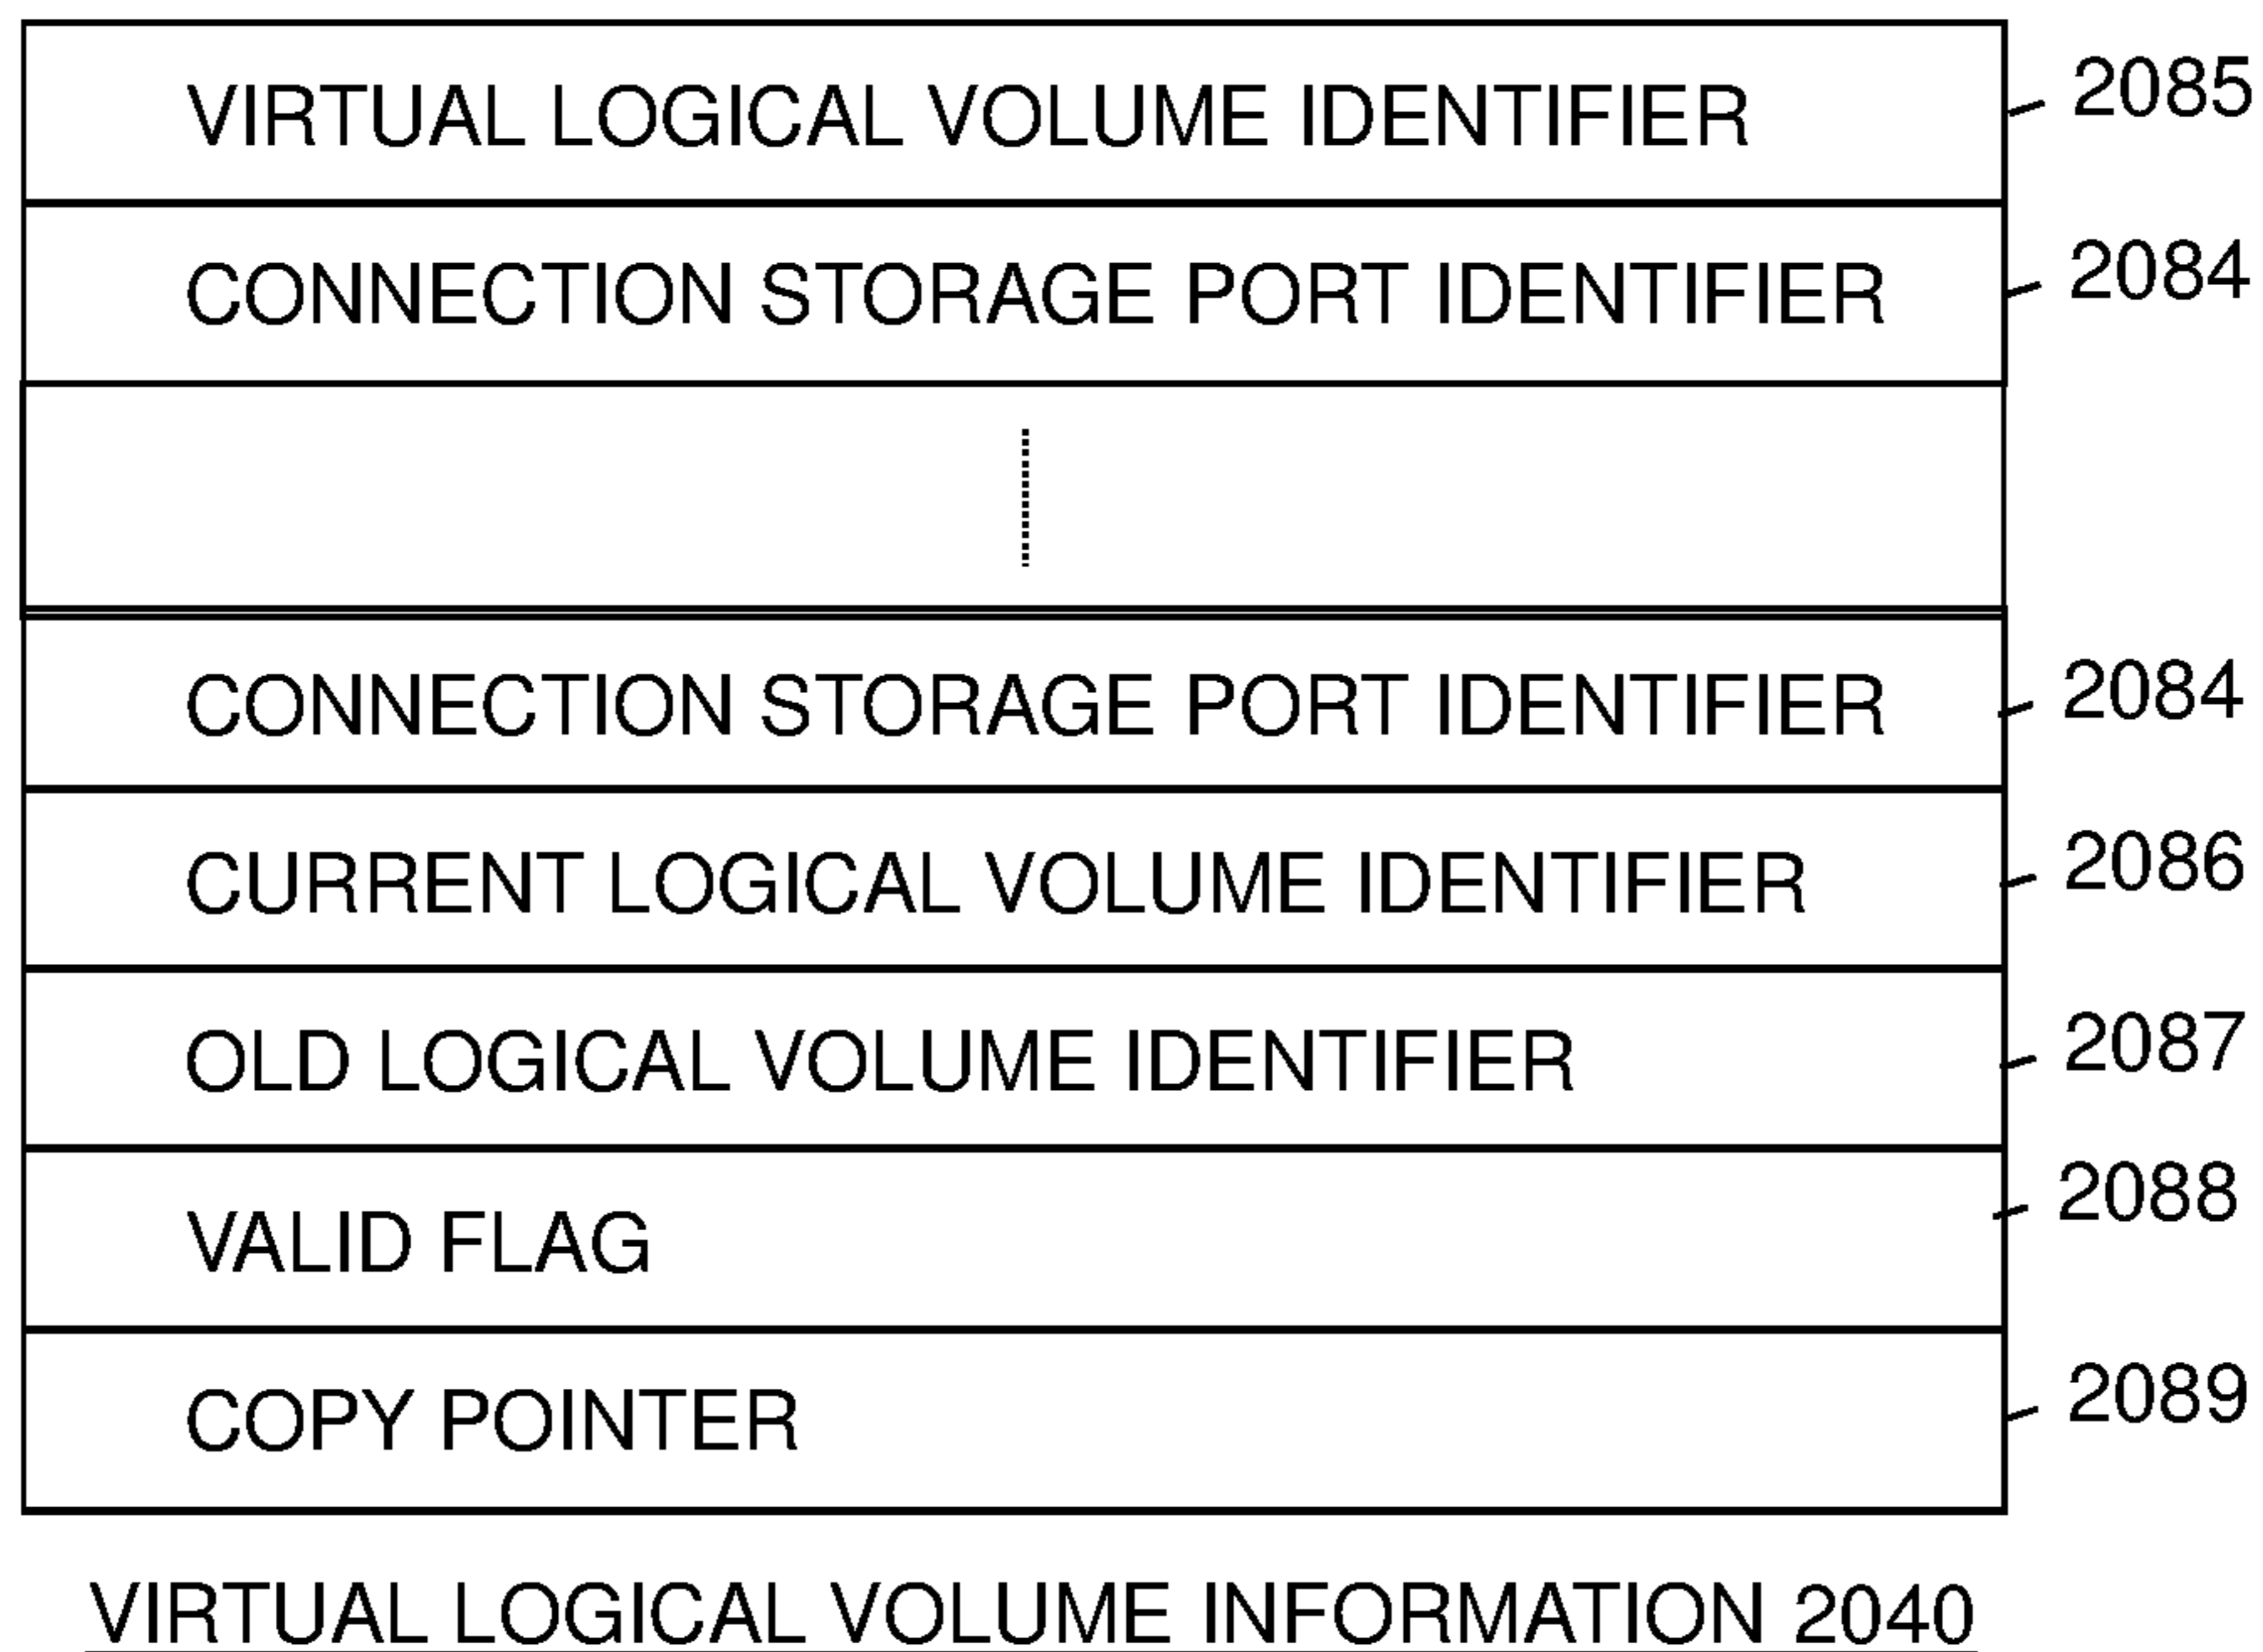 VIRTUAL LOGICAL VOLUME IDENTIFIER 2085
CONNECTION STORAGE PORT IDENTIFIER 2084
CONNECTION STORAGE PORT IDENTIFIER 2084
CURRENT LOGICAL VOLUME IDENTIFIER 2086
OLD LOGICAL VOLUME IDENTIFIER 2087
VALID FLAG 2088
COPY POINTER 2089
VIRTUAL LOGICAL VOLUME INFORMATION 2040